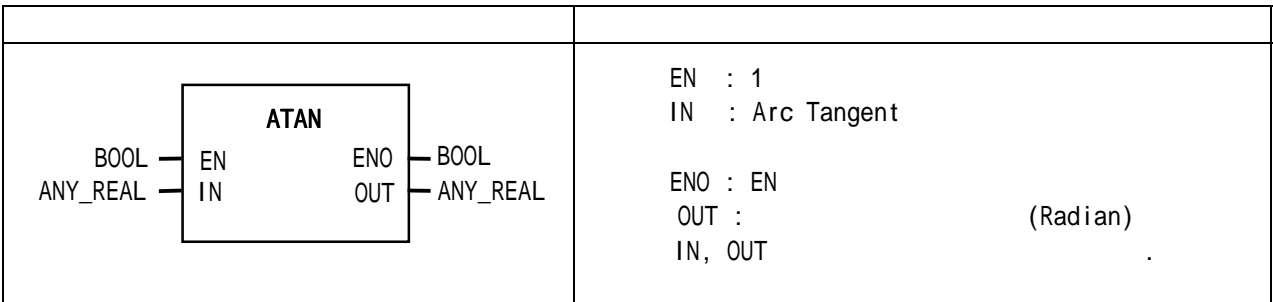 ATAN
BOOL EN ENO BOOL
ANY_REAL IN OUT ANY_REAL
EN : 1
IN : Arc Tangent
ENO : EN
OUT : (Radian)
IN, OUT .